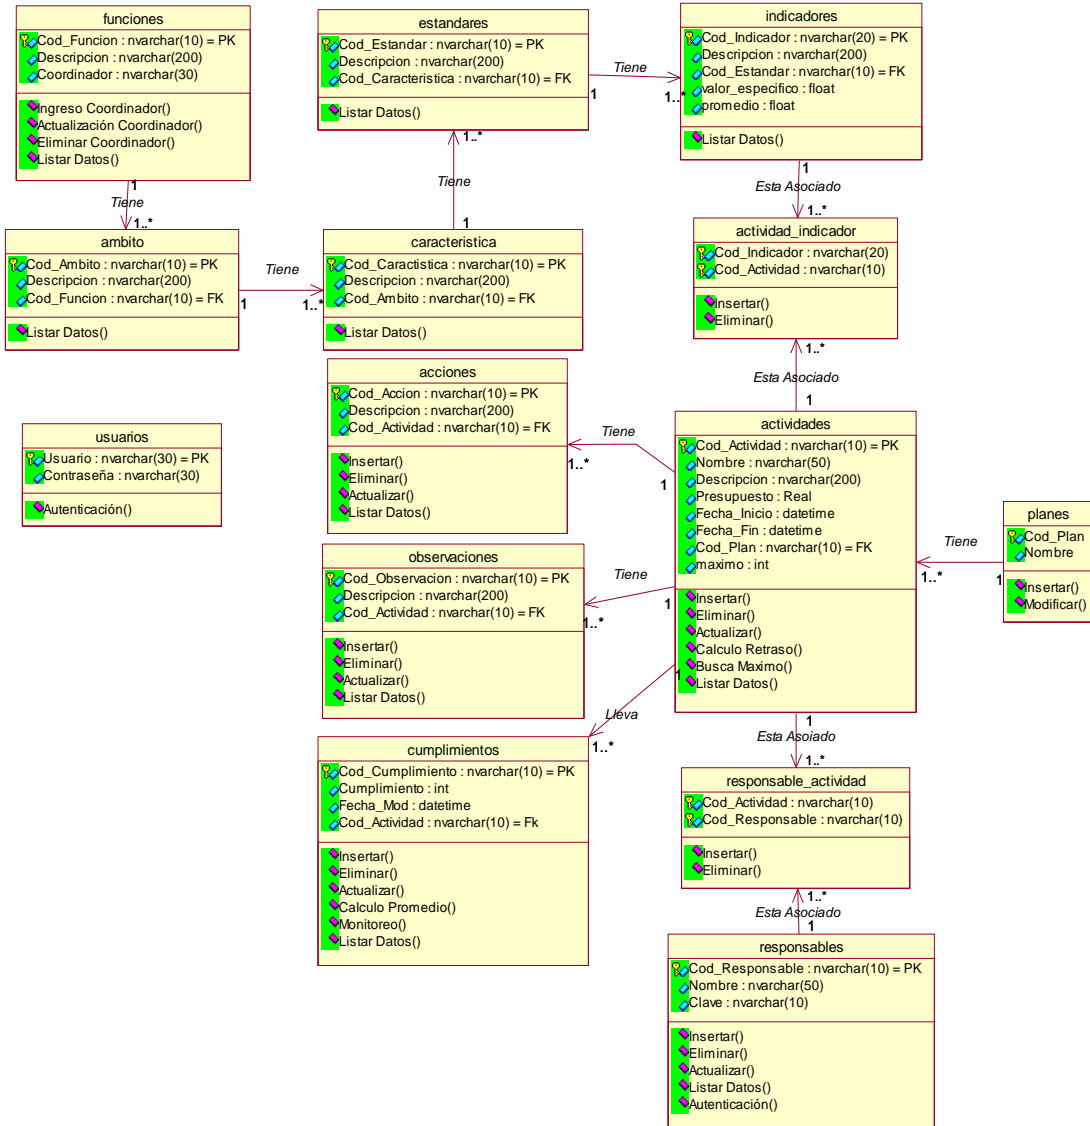 funciones
Cod_Funcion : nvarchar(10) = PK
Descripcion : nvarchar(200)
Coordinador : nvarchar(30)
Ingreso Coordinador()
Actualización Coordinador()
Eliminar Coordinador()
Listar Datos()
estandares
Cod_Estandar : nvarchar(10) = PK
Descripcion : nvarchar(200)
Cod_Caracteristica : nvarchar(10) = FK
Listar Datos()
indicadores
Cod_Indicador : nvarchar(20) = PK
Descripcion : nvarchar(200)
Cod_Estandar : nvarchar(10) = FK
valor_especifico : float
promedio : float
Listar Datos()
Tiene
1
1..*
1
Tiene
1..*
1..*
Tiene
1
1
Esta Asociado
1..*
ambito
Cod_Ambito : nvarchar(10) = PK
Descripcion : nvarchar(200)
Cod_Funcion : nvarchar(10) = FK
Listar Datos()
Tiene
1
1..*
caracteristica
Cod_Caractistica : nvarchar(10) = PK
Descripcion : nvarchar(200)
Cod_Ambito : nvarchar(10) = FK
Listar Datos()
actividad_indicador
Cod_Indicador : nvarchar(20)
Cod_Actividad : nvarchar(10)
Insertar()
Eliminar()
1..*
Esta Asociado
1
acciones
Cod_Accion : nvarchar(10) = PK
Descripcion : nvarchar(200)
Cod_Actividad : nvarchar(10) = FK
Insertar()
Eliminar()
Actualizar()
Listar Datos()
Tiene
1..*
1
usuarios
Usuario : nvarchar(30) = PK
Contraseña : nvarchar(30)
Autenticación()
actividades
Cod_Actividad : nvarchar(10) = PK
Nombre : nvarchar(50)
Descripcion : nvarchar(200)
Presupuesto : Real
Fecha_Inicio : datetime
Fecha_Fin : datetime
Cod_Plan : nvarchar(10) = FK
maximo : int
Insertar()
Eliminar()
Actualizar()
Calculo Retraso()
Busca Maximo()
Listar Datos()
planes
Cod_Plan
Nombre
Insertar()
Modificar()
Tiene
1..*
1
observaciones
Cod_Observacion : nvarchar(10) = PK
Descripcion : nvarchar(200)
Cod_Actividad : nvarchar(10) = FK
Insertar()
Eliminar()
Actualizar()
Listar Datos()
Tiene
1
1..*
1
Lleva
1..*
cumplimientos
Cod_Cumplimiento : nvarchar(10) = PK
Cumplimiento : int
Fecha_Mod : datetime
Cod_Actividad : nvarchar(10) = Fk
Insertar()
Eliminar()
Actualizar()
Calculo Promedio()
Monitoreo()
Listar Datos()
1
Esta Asoiado
1..*
responsable_actividad
Cod_Actividad : nvarchar(10)
Cod_Responsable : nvarchar(10)
Insertar()
Eliminar()
1..*
Esta Asociado
1
responsables
Cod_Responsable : nvarchar(10) = PK
Nombre : nvarchar(50)
Clave : nvarchar(10)
Insertar()
Eliminar()
Actualizar()
Listar Datos()
Autenticación()